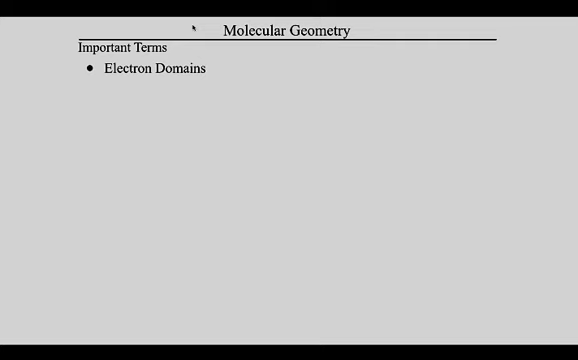 Molecular Geometry
Important Terms
● Electron Domains